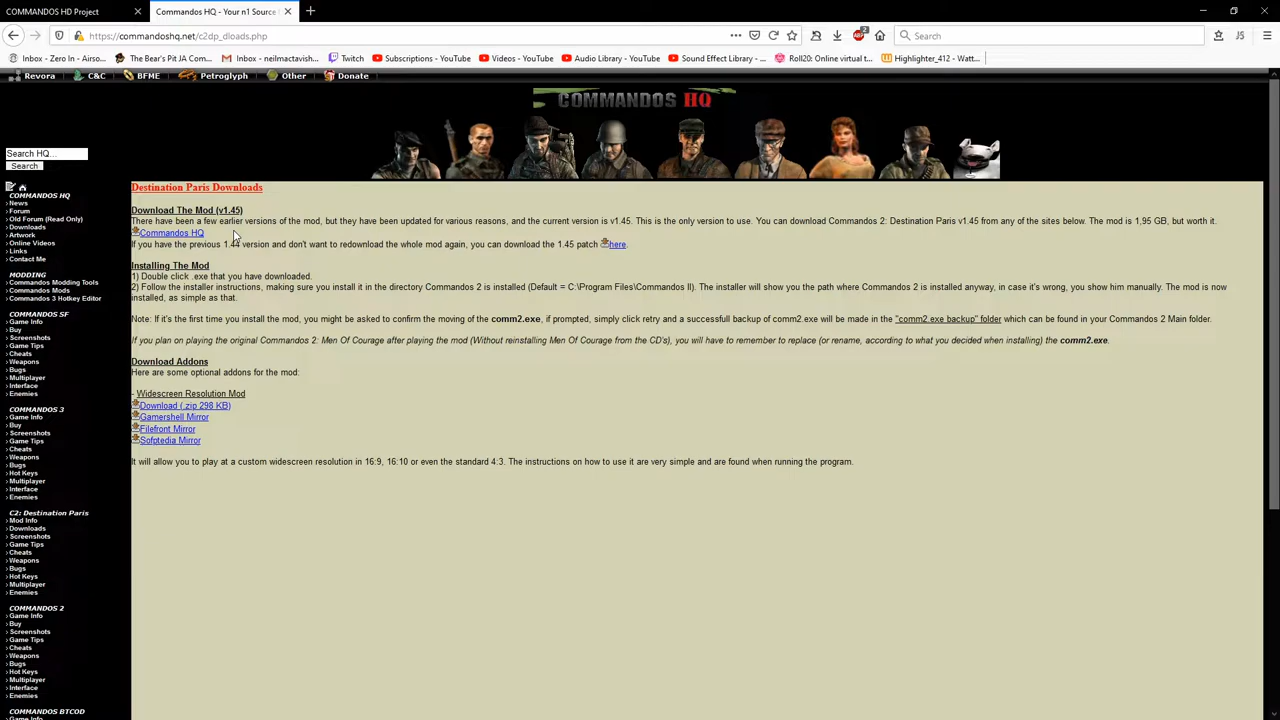 COMMANDOS HD Project
Commandos HQ - Your n1 Source
https://commandoshq.net/c2dp_dloads.php
Search
Inbox - Zero In - Airso...
The Bear's Pit JA Com...
Inbox - neilmactavish...
Twitch
Subscriptions - YouTube
Videos - YouTube
Audio Library - YouTube
Sound Effect Library - ...
Roll20: Online virtual t...
Highlighter_412 - Watt...
Revora
C&C
BFME
Petroglyph
Other
Donate
COMMANDOS HQ
Search HQ...
Search
COMMANDOS HQ
News
Forum
Old Forum (Read Only)
Downloads
Artwork
Online Videos
Links
Contact Me
MODDING
Commandos Modding Tools
Commandos Mods
Commandos 3 Hotkey Editor
COMMANDOS SF
Game Info
Buy
Screenshots
Game Tips
Cheats
Weapons
Bugs
Multiplayer
Interface
Enemies
COMMANDOS 3
Game Info
Buy
Screenshots
Game Tips
Cheats
Weapons
Bugs
Hot Keys
Multiplayer
Interface
Enemies
C2: Destination Paris
Mod Info
Downloads
Screenshots
Game Tips
Cheats
Weapons
Bugs
Hot Keys
Multiplayer
Enemies
COMMANDOS 2
Game Info
Buy
Screenshots
Game Tips
Cheats
Weapons
Bugs
Hot Keys
Multiplayer
Interface
Enemies
COMMANDOS BTCOD
Game Info
Destination Paris Downloads
Download The Mod (v1.45)
There have been a few earlier versions of the mod, but they have been updated for various reasons, and the current version is v1.45. This is the only version to use. You can download Commandos 2: Destination Paris v1.45 from any of the sites below. The mod is 1,95 GB, but worth it.
Commandos HQ
If you have the previous 1.44 version and don't want to redownload the whole mod again, you can download the 1.45 patch here.
Installing The Mod
1) Double click .exe that you have downloaded.
2) Follow the installer instructions, making sure you install it in the directory Commandos 2 is installed (Default = C:\Program Files\Commandos II). The installer will show you the path where Commandos 2 is installed anyway, in case it's wrong, you show him manually. The mod is now
installed, as simple as that.
Note: If it's the first time you install the mod, you might be asked to confirm the moving of the comm2.exe, if prompted, simply click retry and a successfull backup of comm2.exe will be made in the "comm2.exe backup" folder which can be found in your Commandos 2 Main folder.
If you plan on playing the original Commandos 2: Men Of Courage after playing the mod (Without reinstaling Men Of Courage from the CD's), you will have to remember to replace (or rename, according to what you decided when installing) the comm2.exe.
Download Addons
Here are some optional addons for the mod:
- Widescreen Resolution Mod
Download (.zip 298 KB)
Gamershell Mirror
Filefront Mirror
Sofptedia Mirror
It will allow you to play at a custom widescreen resolution in 16:9, 16:10 or even the standard 4:3. The instructions on how to use it are very simple and are found when running the program.